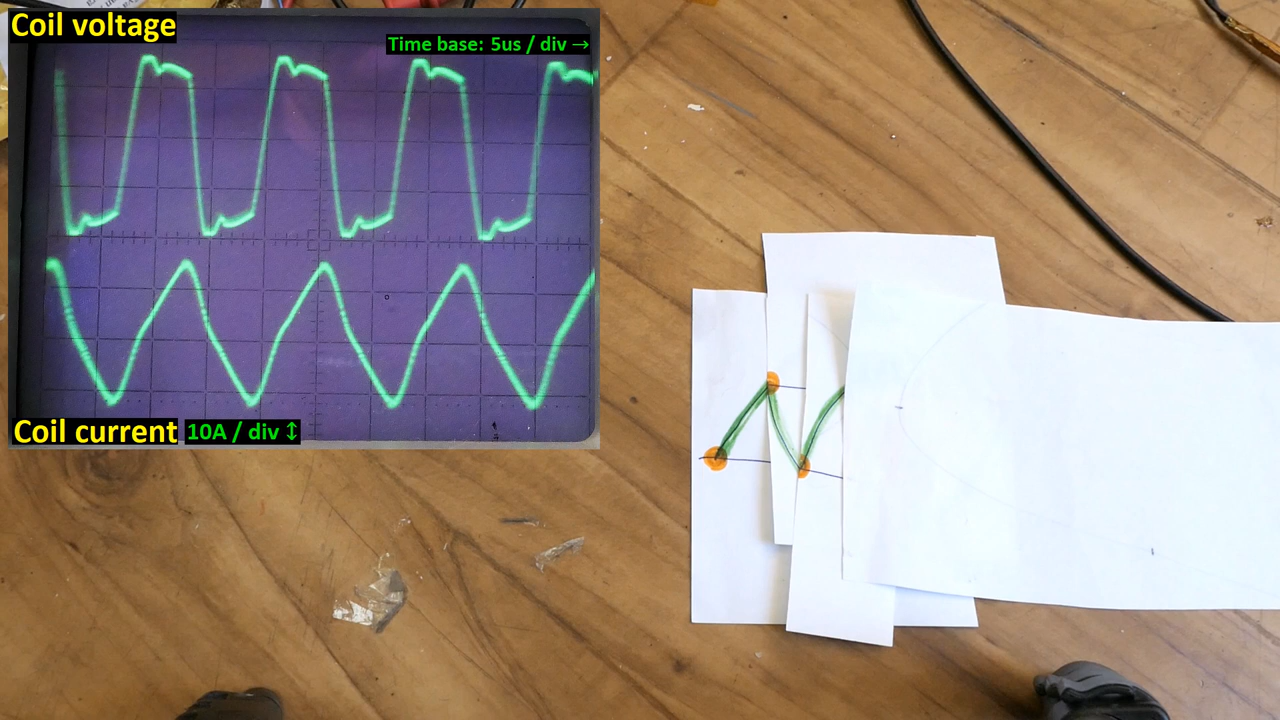 Coil voltage
Time base: 5us / div →
Coil current
10A / div ↕